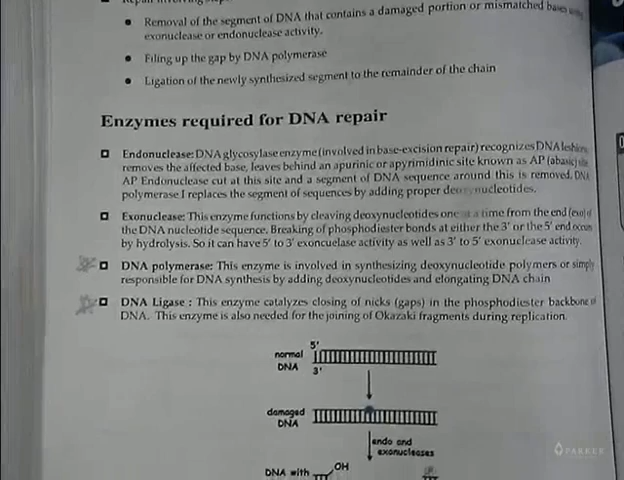 Removal of the segment of DNA that contains a damaged portion or mismatched bases
exonuclease or endonuclease activity.
Filing up the gap by DNA polymerase
Ligation of the newly synthesized segment to the remainder of the chain
Enzymes required for DNA repair
Endonuclease: DNA glycosylase enzyme (involved in base-excision repair) recognizes DNA lesions,
removes the affected base, leaves behind an apurinic or apyrimidinic site known as AP (abasic) site
AP Endonuclease cut at this site and a segment of DNA sequence around this is removed. DNA
polymerase I replaces the segment of sequences by adding proper deoxynucleotides.
Exonuclease: This enzyme functions by cleaving deoxynucleotides one at a time from the end (exo) of
the DNA nucleotide sequence. Breaking of phosphodiester bonds at either the 3' or the 5' end occurs
by hydrolysis. So it can have 5' to 3' exoncuelase activity as well as 3' to 5' exonuclease activity.
DNA polymerase: This enzyme is involved in synthesizing deoxynucleotide polymers or simply
responsible for DNA synthesis by adding deoxynucleotides and elongating DNA chain
DNA Ligase : This enzyme catalyzes closing of nicks (gaps) in the phosphodiester backbone of
DNA. This enzyme is also needed for the joining of Okazaki fragments during replication.
5'
normal
DNA
3'
damaged
DNA
endo and
exonucleases
DNA with
OH